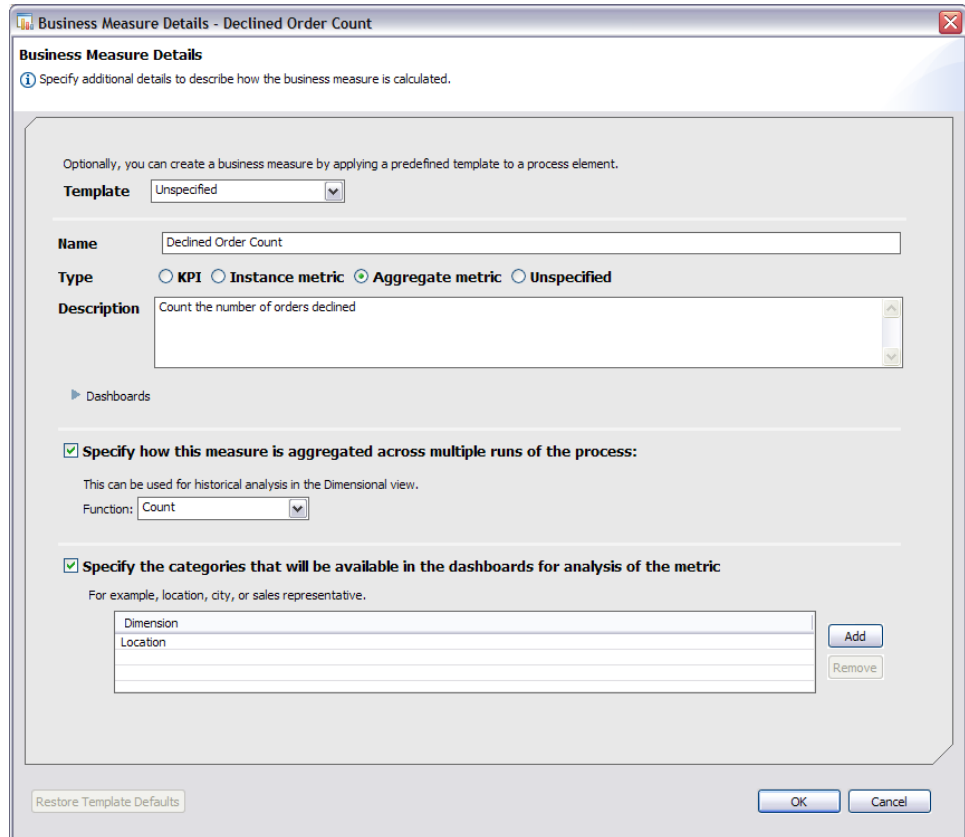 Business Measure Details - Declined Order Count
Business Measure Details
Specify additional details to describe how the business measure is calculated.
Optionally, you can create a business measure by applying a predefined template to a process element.
Template Unspecified
Name Declined Order Count
Type KPI Instance metric Aggregate metric Unspecified
Description Count the number of orders declined
Dashboards
Specify how this measure is aggregated across multiple runs of the process:
This can be used for historical analysis in the Dimensional view.
Function: Count
Specify the categories that will be available in the dashboards for analysis of the metric
For example, location, city, or sales representative.
Dimension
Location
Add
Remove
Restore Template Defaults OK Cancel